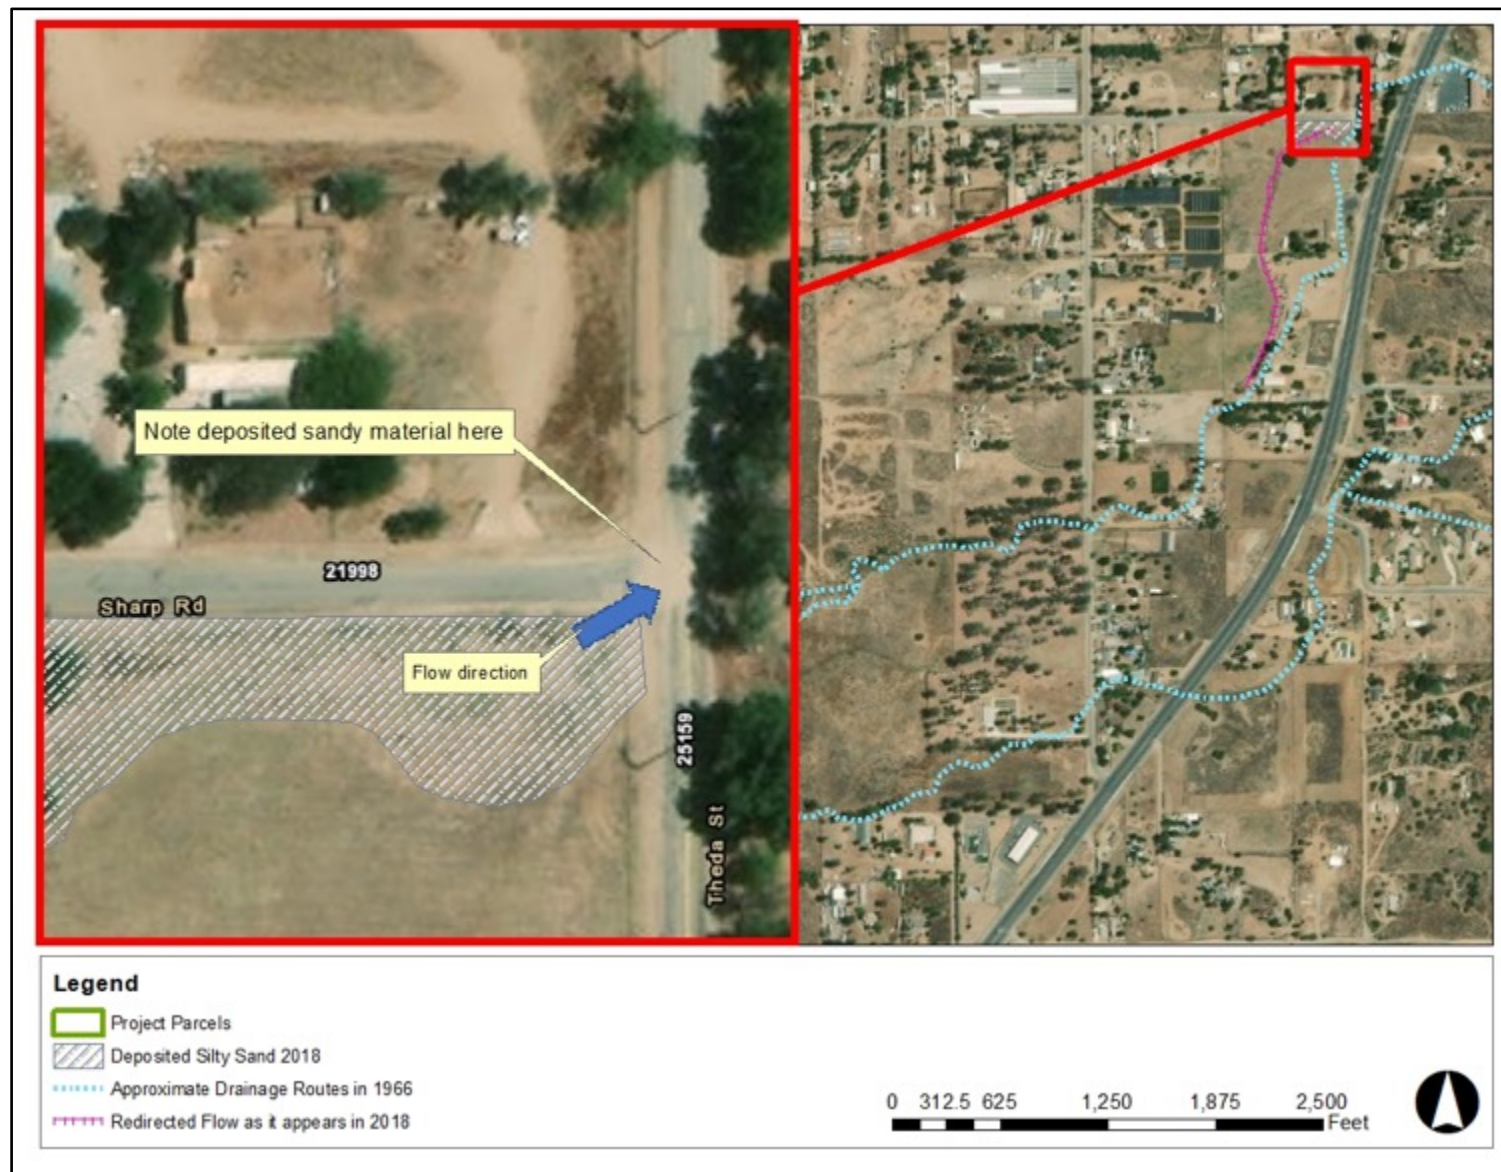 Note deposited sandy material here
21998
Sharp Rd
Flow direction
25159
Theda St
Legend
Project Parcels
Deposited Silty Sand 2018
Approximate Drainage Routes in 1966
Redirected Flow as it appears in 2018
0 312.5 625 1,250 1,875 2,500
Feet